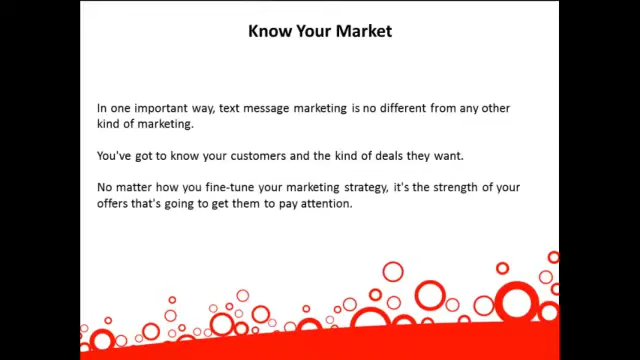 Know Your Market
In one important way, text message marketing is no different from any other
kind of marketing.
You've got to know your customers and the kind of deals they want.
No matter how you fine-tune your marketing strategy, it's the strength of your
offers that's going to get them to pay attention.